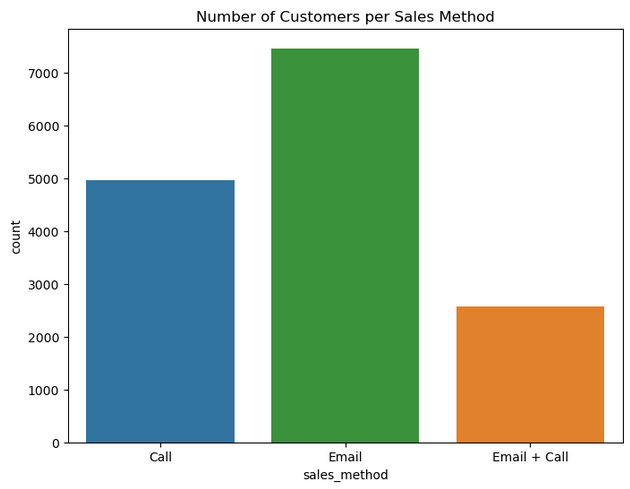 Number of Customers per Sales Method
7000
6000
5000
4000
3000
2000
1000
0
count
Call Email Email + Call
sales_method